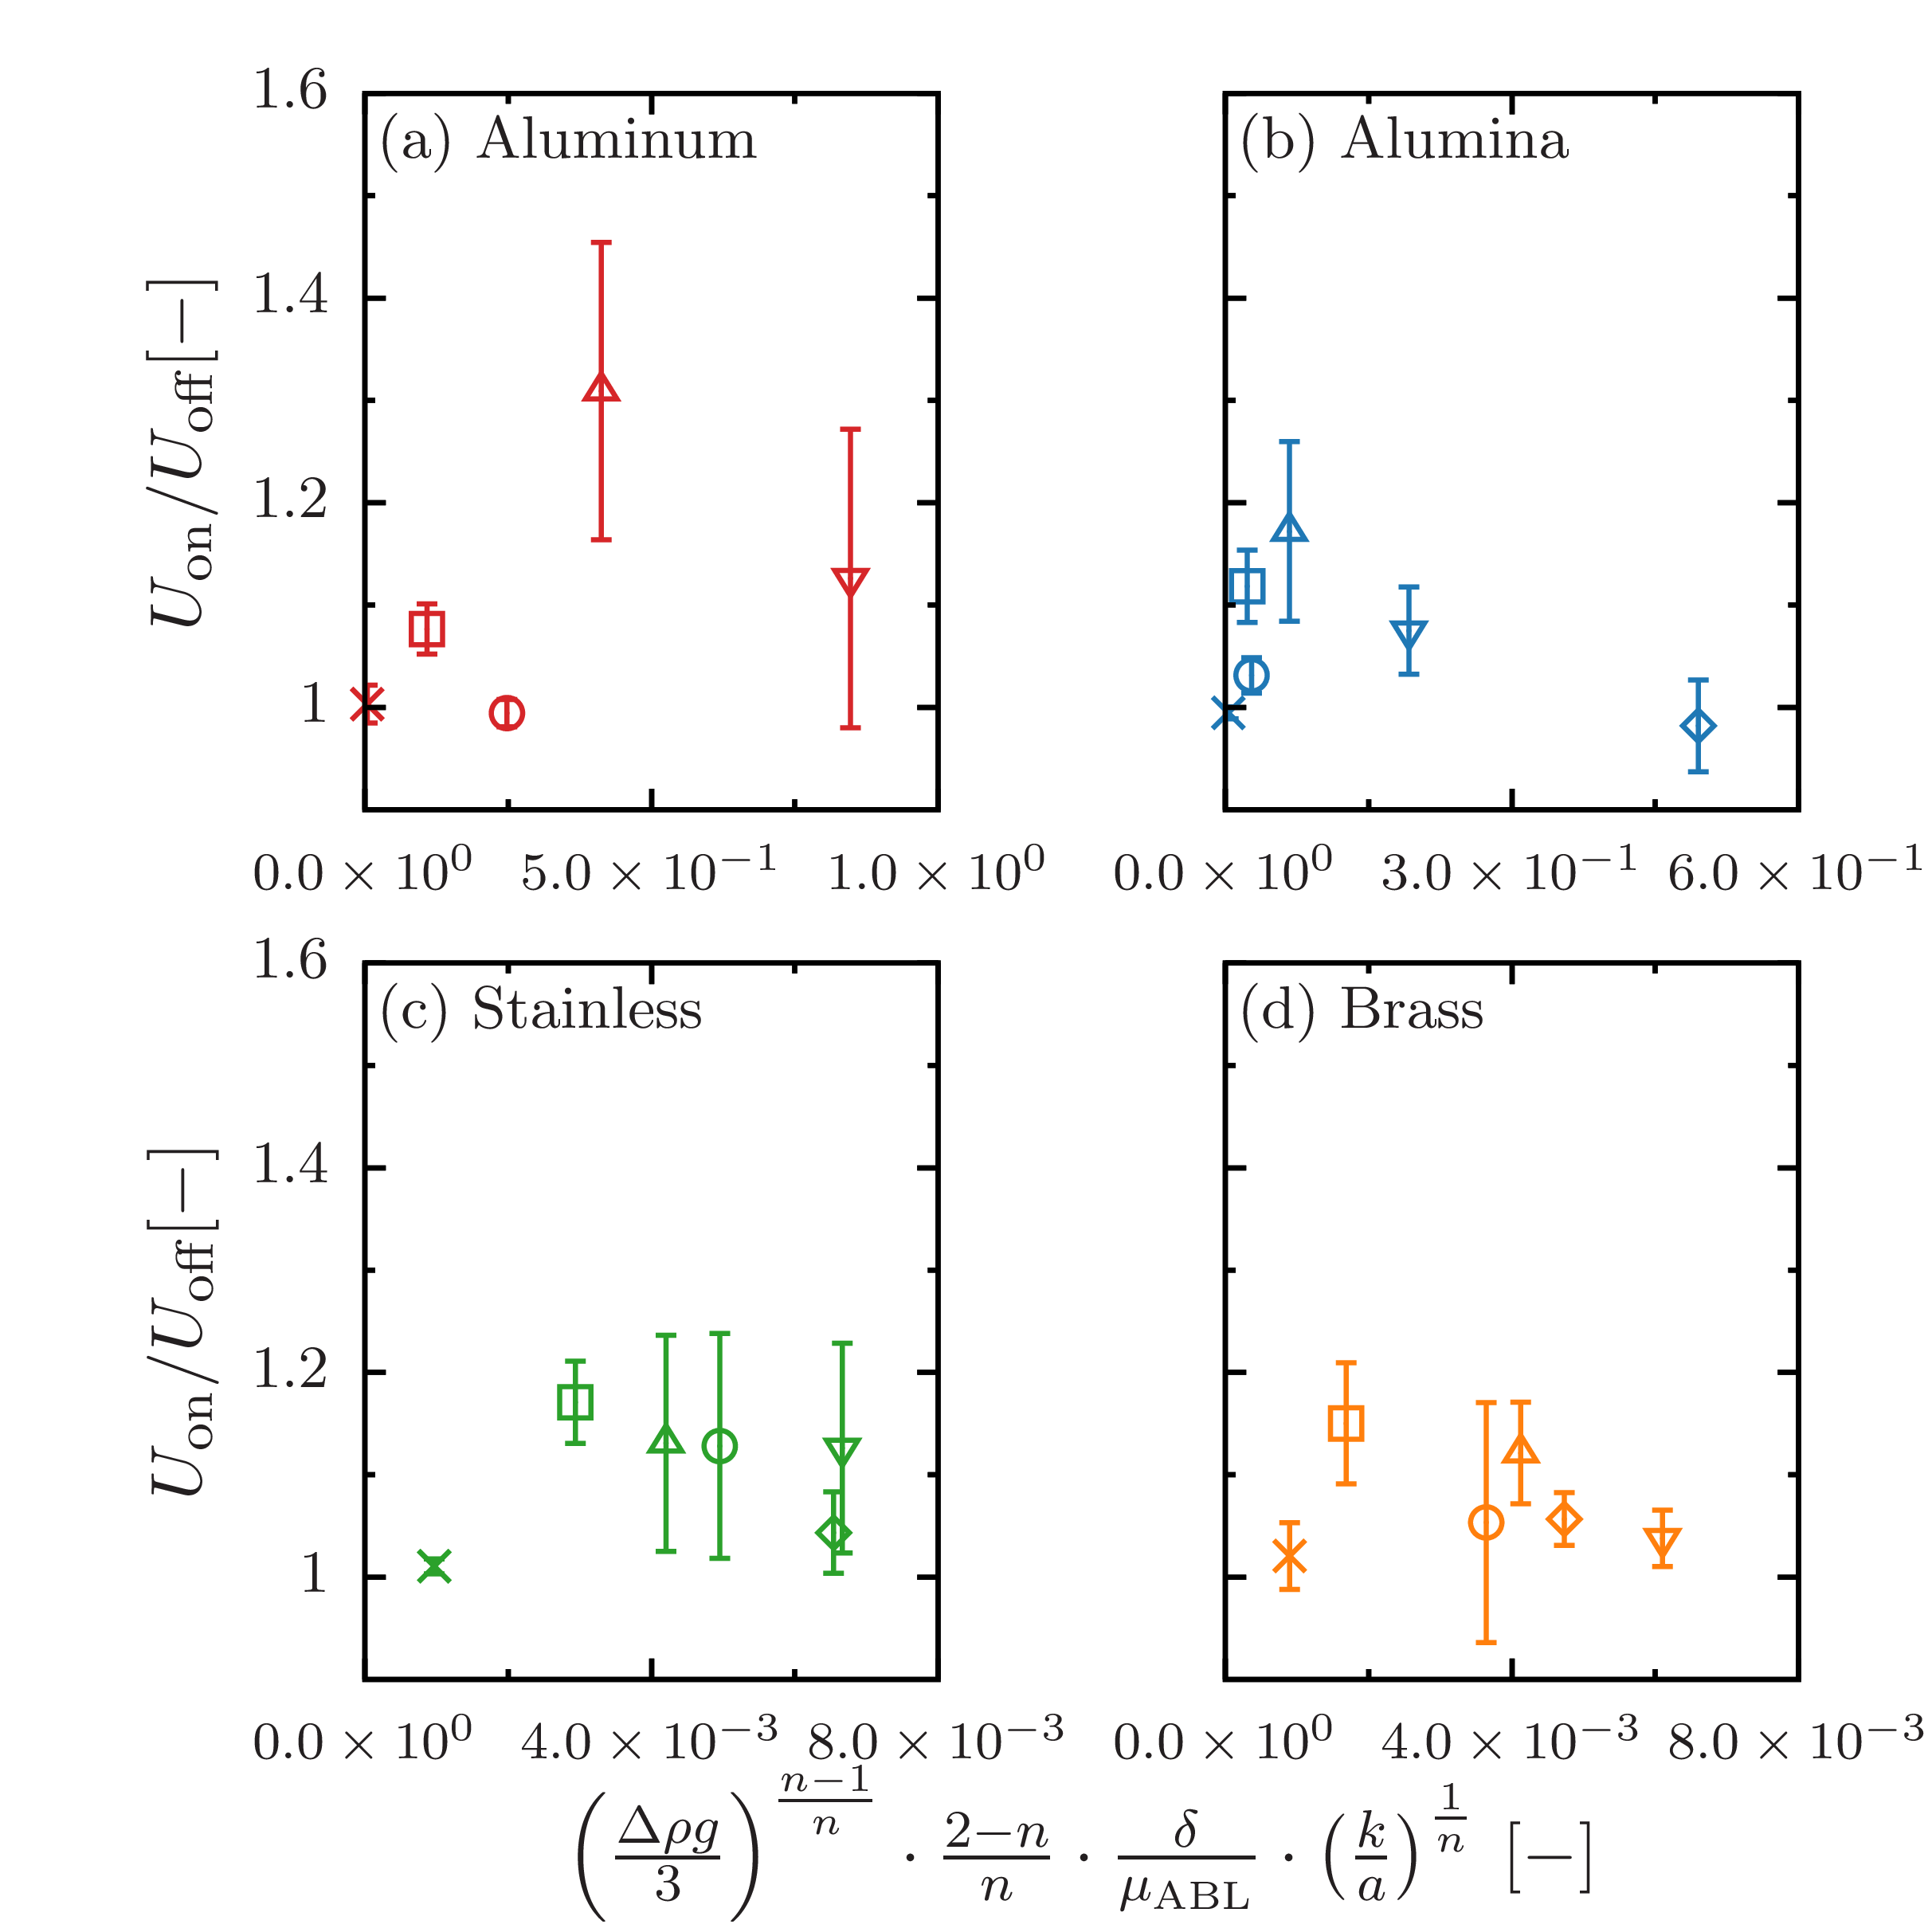 1.6
(a) Aluminum
(b) Alumina
1.4
1.2
1
U_on/U_off[−]
0.0 × 10^0 5.0 × 10^−1 1.0 × 10^0
0.0 × 10^0 3.0 × 10^−1 6.0 × 10^−1
1.6
(c) Stainless
(d) Brass
1.4
1.2
1
U_on/U_off[−]
0.0 × 10^0 4.0 × 10^−3 8.0 × 10^−3
0.0 × 10^0 4.0 × 10^−3 8.0 × 10^−3
(Δρg/3)^((n−1)/n) · (2−n)/n · δ/μ_ABL · (k/a)^(1/n) [−]